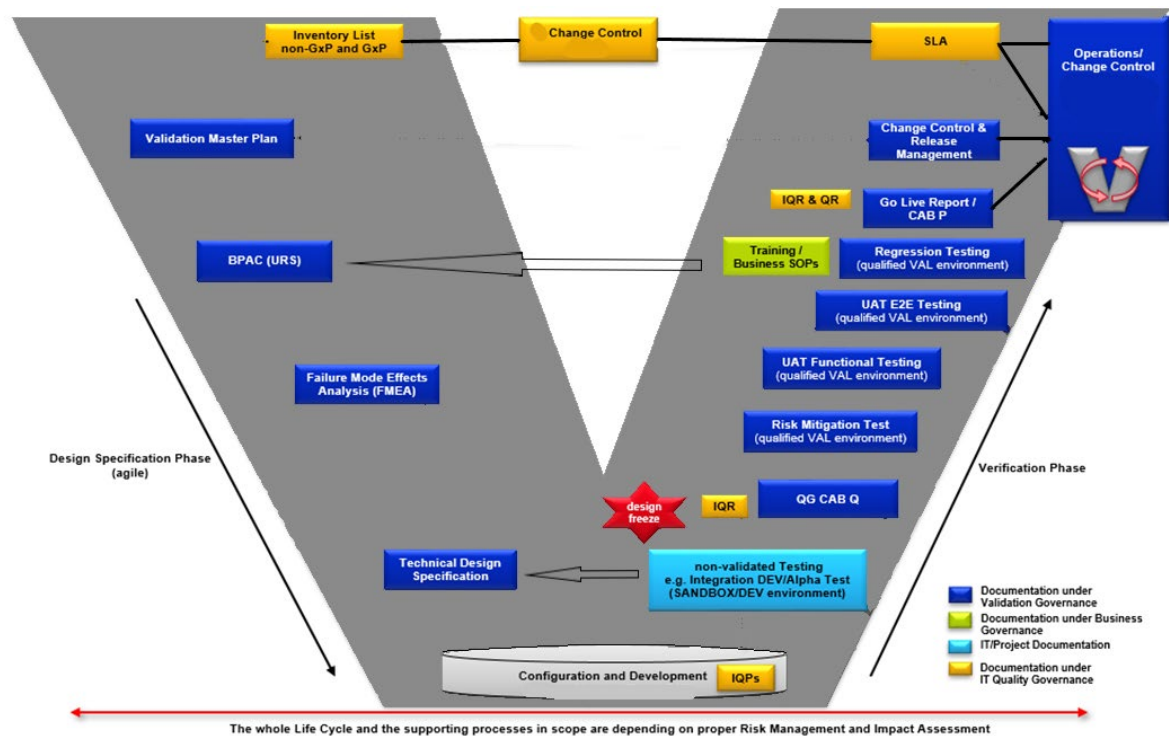 Inventory List
non-GxP and GxP
Change Control
SLA
Operations/
Change Control
Validation Master Plan
Change Control &
Release
Management
IQR & QR
Go Live Report /
CAB P
BPAC (URS)
Training /
Business SOPs
Regression Testing
(qualified VAL environment)
UAT E2E Testing
(qualified VAL environment)
UAT Functional Testing
(qualified VAL environment)
Failure Mode Effects
Analysis (FMEA)
Risk Mitigation Test
(qualified VAL environment)
Design Specification Phase
(agile)
Verification Phase
design
freeze
IQR
QG CAB Q
Technical Design
Specification
non-validated Testing
e.g. Integration DEV/Alpha Test
(SANDBOX/DEV environment)
Documentation under
Validation Governance
Documentation under Business
Governance
IT/Project Documentation
Documentation under
IT Quality Governance
Configuration and Development
IQPs
The whole Life Cycle and the supporting processes in scope are depending on proper Risk Management and Impact Assessment